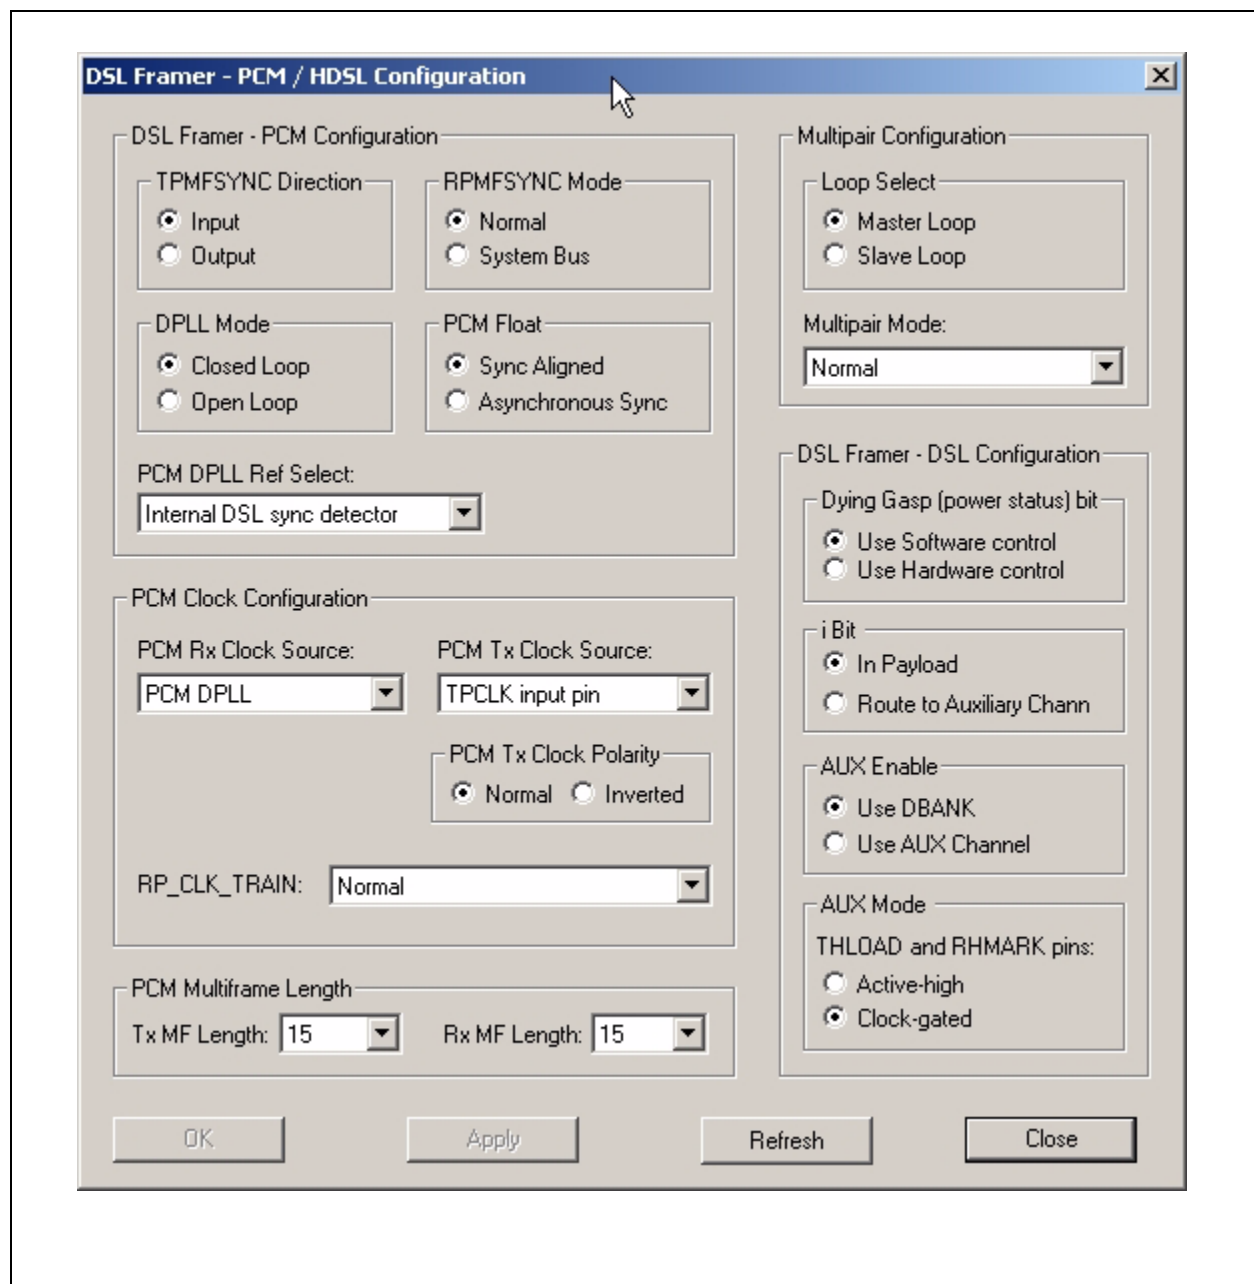 DSL Framer - PCM / HDSL Configuration
DSL Framer - PCM Configuration
TPMFSYNC Direction
Input
Output
RPMFSYNC Mode
Normal
System Bus
DPLL Mode
Closed Loop
Open Loop
PCM Float
Sync Aligned
Asynchronous Sync
PCM DPLL Ref Select:
Internal DSL sync detector
PCM Clock Configuration
PCM Rx Clock Source:
PCM DPLL
PCM Tx Clock Source:
TPCLK input pin
PCM Tx Clock Polarity
Normal Inverted
RP_CLK_TRAIN: Normal
PCM Multiframe Length
Tx MF Length: 15 Rx MF Length: 15
Multipair Configuration
Loop Select
Master Loop
Slave Loop
Multipair Mode:
Normal
DSL Framer - DSL Configuration
Dying Gasp (power status) bit
Use Software control
Use Hardware control
i Bit
In Payload
Route to Auxiliary Chann
AUX Enable
Use DBANK
Use AUX Channel
AUX Mode
THLOAD and RHMARK pins:
Active-high
Clock-gated
OK Apply Refresh Close